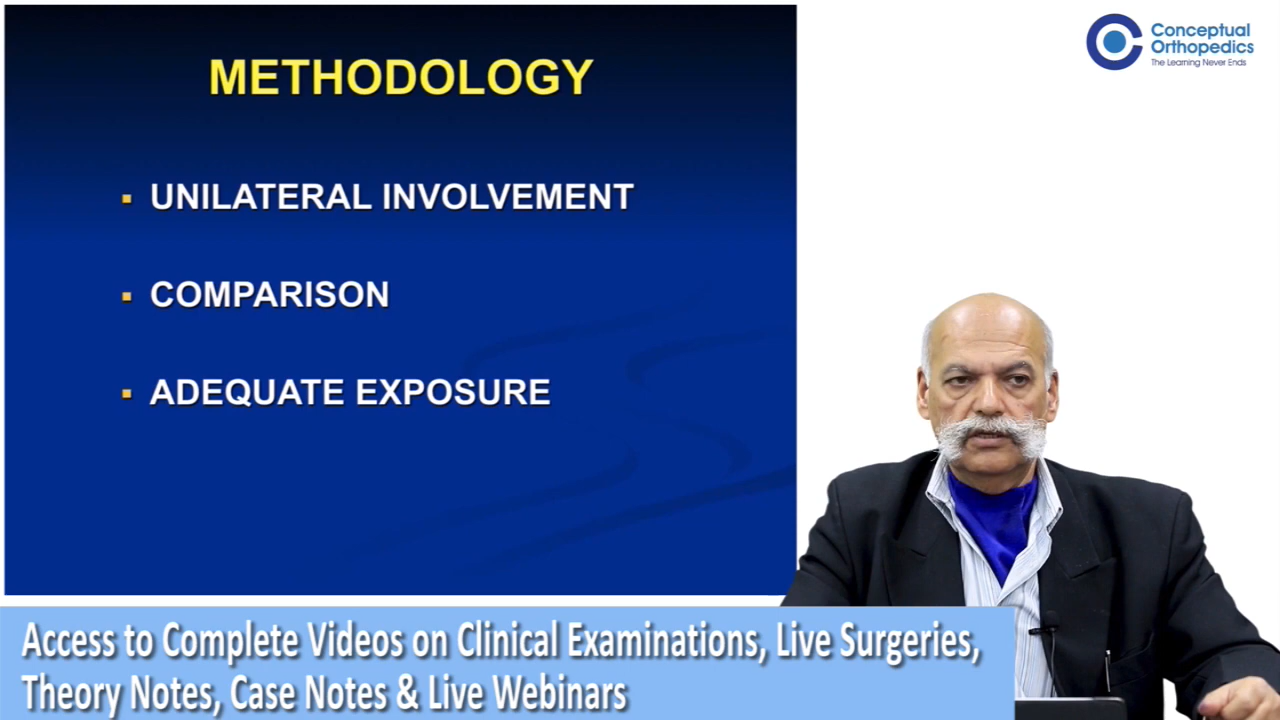 METHODOLOGY
▪ UNILATERAL INVOLVEMENT
▪ COMPARISON
▪ ADEQUATE EXPOSURE
Conceptual
Orthopedics
The Learning Never Ends
Access to Complete Videos on Clinical Examinations, Live Surgeries,
Theory Notes, Case Notes & Live Webinars